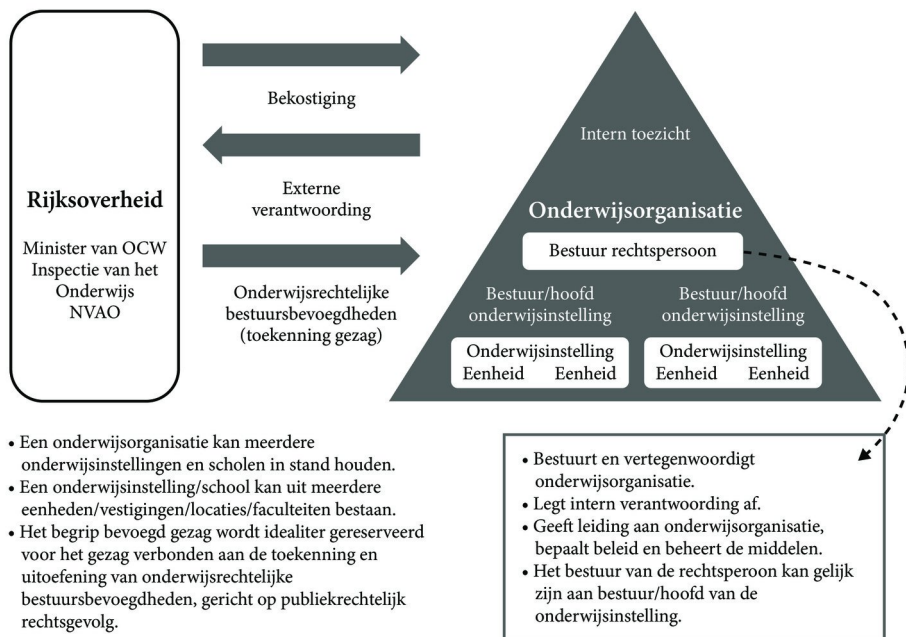 Rijksoverheid
Minister van OCW
Inspectie van het
Onderwijs
NVAO
Bekostiging
Externe
verantwoording
Onderwijsrechtelijke
bestuursbevoegdheden
(toekenning gezag)
Intern toezicht
Onderwijsorganisatie
Bestuur rechtspersoon
Bestuur/hoofd
onderwijsinstelling
Bestuur/hoofd
onderwijsinstelling
Onderwijsinstelling
Eenheid Eenheid
Onderwijsinstelling
Eenheid Eenheid
• Een onderwijsorganisatie kan meerdere
onderwijsinstellingen en scholen in stand houden.
• Een onderwijsinstelling/school kan uit meerdere
eenheden/vestigingen/locaties/faculteiten bestaan.
• Het begrip bevoegd gezag wordt idealiter gereserveerd
voor het gezag verbonden aan de toekenning en
uitoefening van onderwijsrechtelijke
bestuursbevoegdheden, gericht op publiekrechtelijk
rechtsgevolg.
• Bestuurt en vertegenwoordigt
onderwijsorganisatie.
• Legt intern verantwoording af.
• Geeft leiding aan onderwijsorganisatie,
bepaalt beleid en beheert de middelen.
• Het bestuur van de rechtspersoon kan gelijk
zijn aan bestuur/hoofd van de
onderwijsinstelling.